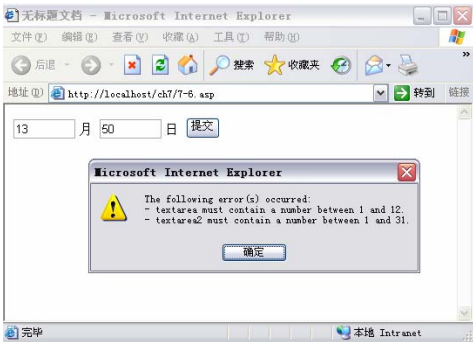 无标题文档 - Microsoft Internet Explorer
文件(F) 编辑(E) 查看(V) 收藏(A) 工具(T) 帮助(H)
后退 搜索 收藏夹 »
地址(D) http://localhost/ch7/7-6.asp 转到 链接
13 月 50 日 提交
Microsoft Internet Explorer
The following error(s) occurred:
- textarea must contain a number between 1 and 12.
- textarea2 must contain a number between 1 and 31.
确定
完毕 本地 Intranet